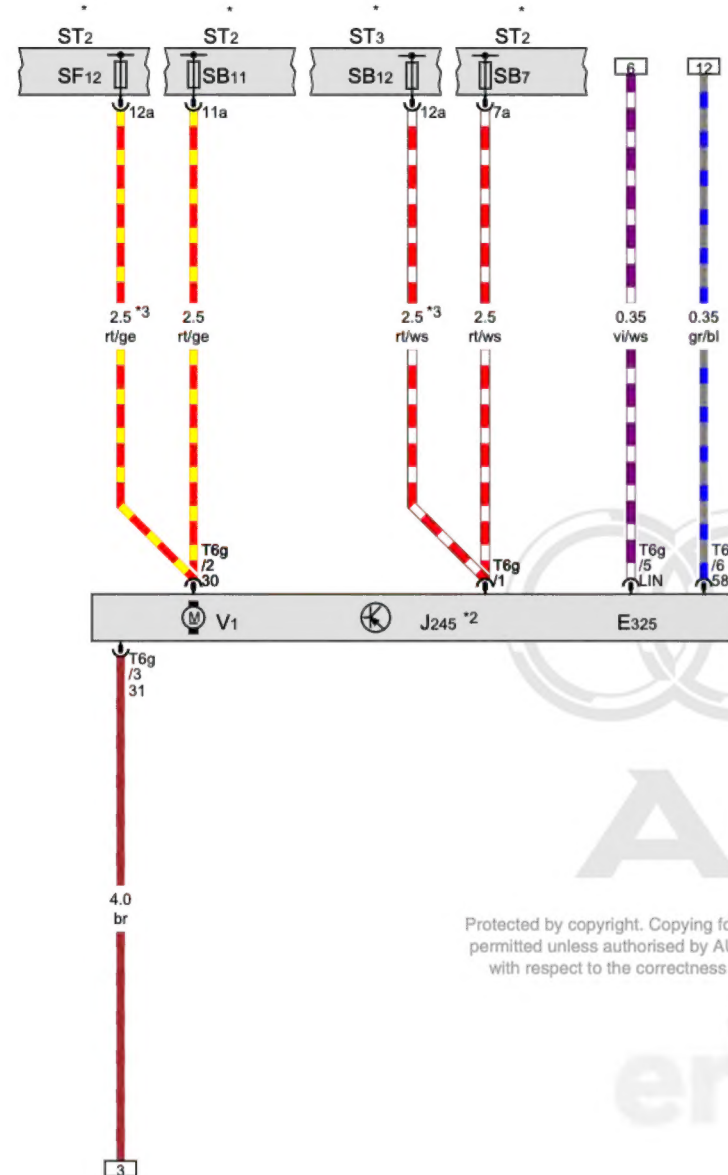 * * * *
ST2 ST2 ST3 ST2
SF12 SB11 SB12 SB7 6 12
12a 11a 12a 7a
2.5 *3 2.5 2.5 *3 2.5 0.35 0.35
rt/ge rt/ge rt/ws rt/ws vi/ws gr/bl
T6g T6g T6g T6
/2 /1 /5 /6
30 LIN 58
M V1 J245 *2 E325
T6g
/3
31
4.0
br
A
Protected by copyright. Copying fo
permitted unless authorised by AU
with respect to the correctness
er
3